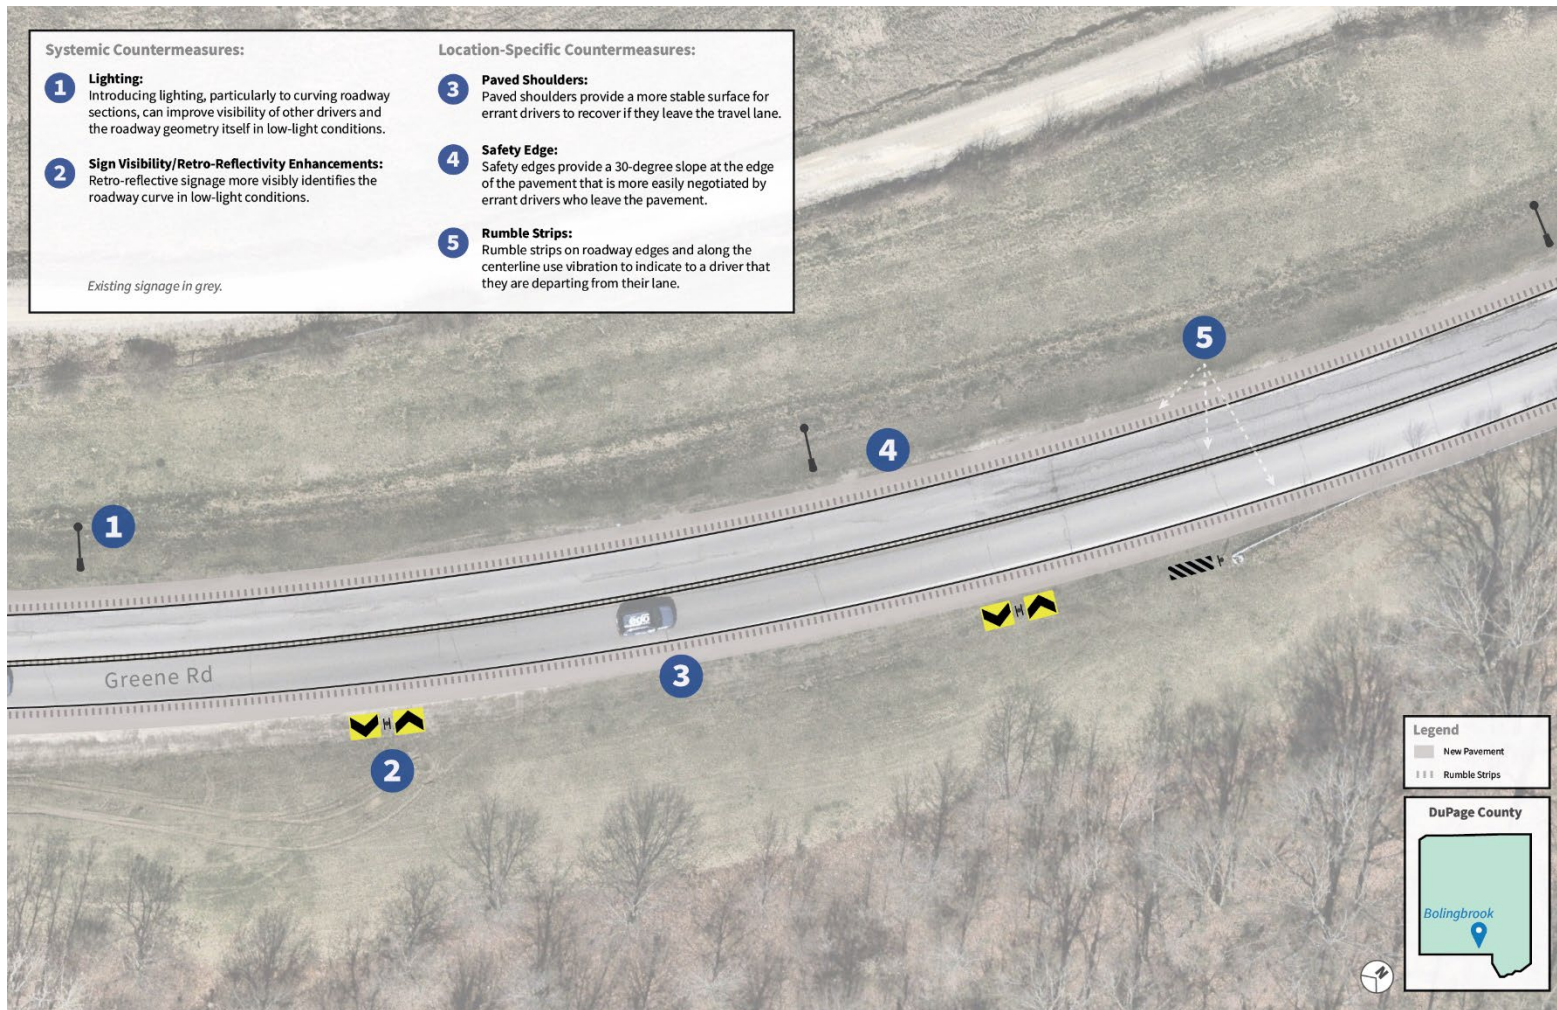 Systemic Countermeasures:
1
Lighting:
Introducing lighting, particularly to curving roadway
sections, can improve visibility of other drivers and
the roadway geometry itself in low-light conditions.
2
Sign Visibility/Retro-Reflectivity Enhancements:
Retro-reflective signage more visibly identifies the
roadway curve in low-light conditions.
Existing signage in grey.
Location-Specific Countermeasures:
3
Paved Shoulders:
Paved shoulders provide a more stable surface for
errant drivers to recover if they leave the travel lane.
4
Safety Edge:
Safety edges provide a 30-degree slope at the edge
of the pavement that is more easily negotiated by
errant drivers who leave the pavement.
5
Rumble Strips:
Rumble strips on roadway edges and along the
centerline use vibration to indicate to a driver that
they are departing from their lane.
5
4
1
3
Greene Rd
2
Legend
New Pavement
Rumble Strips
DuPage County
Bolingbrook
N